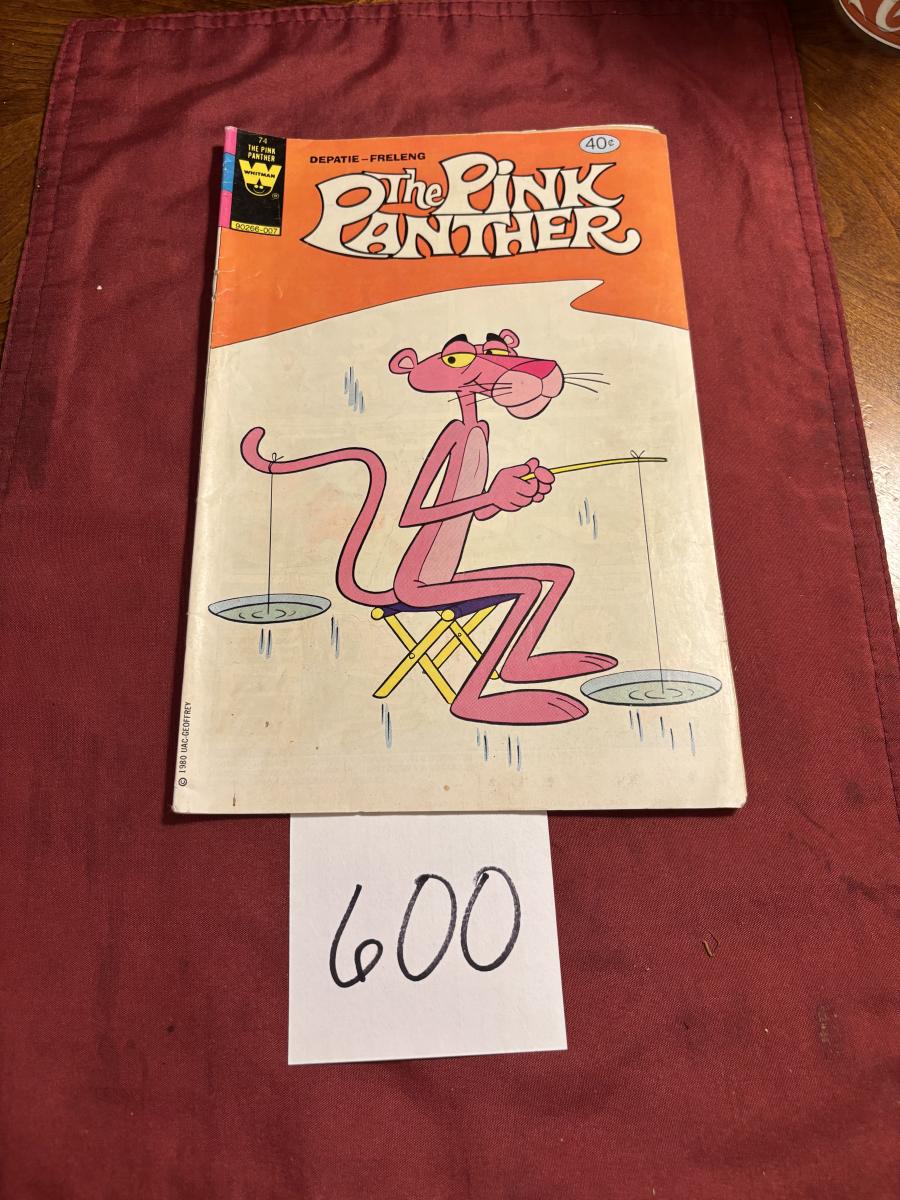 74
THE PINK
PANTHER
WHITMAN
®
90266-007
DEPATIE–FRELENG
40¢
The PiNK
PANTHER
© 1980 UAC-GEOFFREY
600